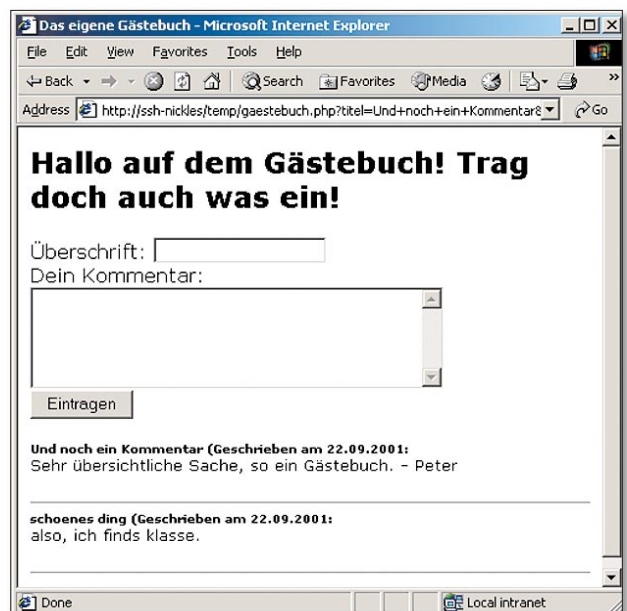 Das eigene Gästebuch - Microsoft Internet Explorer
File Edit View Favorites Tools Help
Back Search Favorites Media »
Address http://ssh-nickles/temp/gaestebuch.php?titel=Und+noch+ein+Kommentar& Go
Hallo auf dem Gästebuch! Trag
doch auch was ein!
Überschrift:
Dein Kommentar:
Eintragen
Und noch ein Kommentar (Geschrieben am 22.09.2001:
Sehr übersichtliche Sache, so ein Gästebuch. - Peter
schoenes ding (Geschrieben am 22.09.2001:
also, ich finds klasse.
Done Local intranet